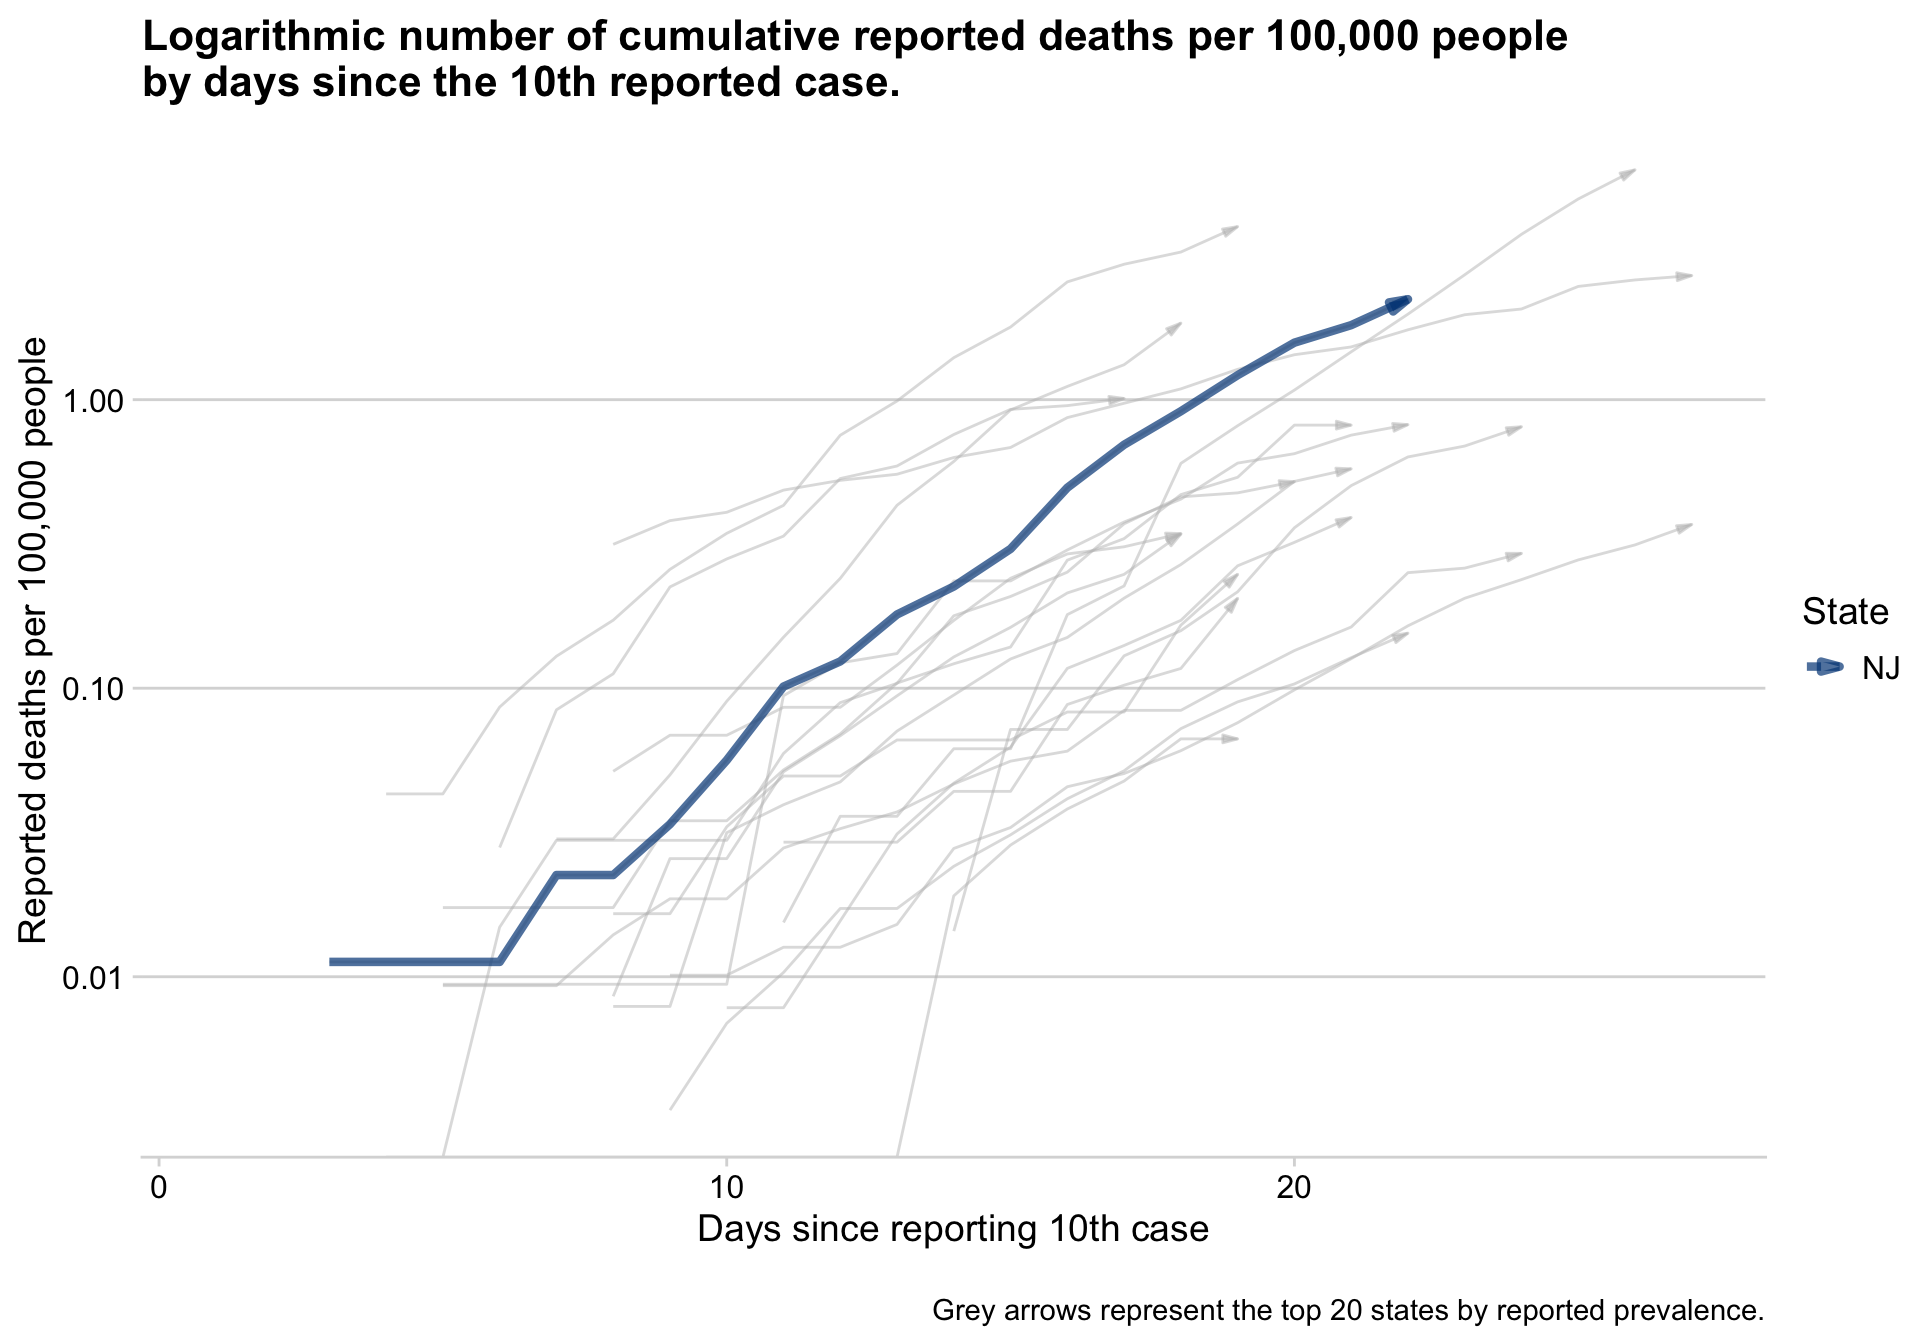 Logarithmic number of cumulative reported deaths per 100,000 people
by days since the 10th reported case.
Reported deaths per 100,000 people
1.00
0.10
0.01
0
10
20
Days since reporting 10th case
State
NJ
Grey arrows represent the top 20 states by reported prevalence.